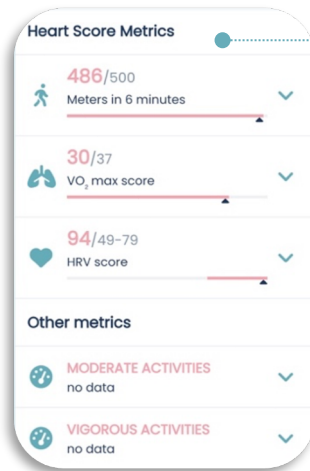 Heart Score Metrics
486/500
Meters in 6 minutes
30/37
VO₂ max score
94/49-79
HRV score
Other metrics
MODERATE ACTIVITIES
no data
VIGOROUS ACTIVITIES
no data